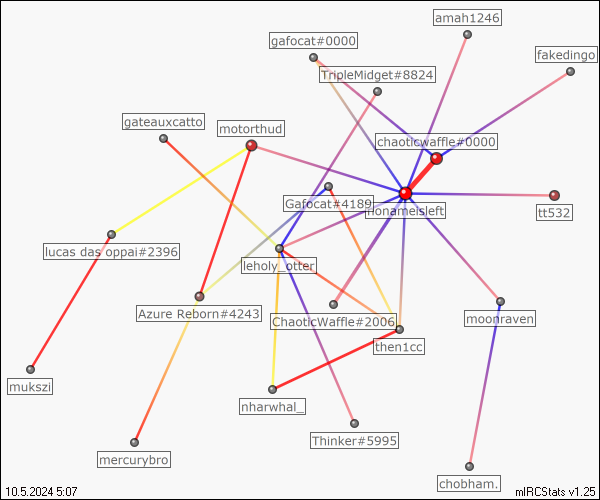 amah1246
gafocat#0000
fakedingo
TripleMidget#8824
gateauxcatto
motorthud
chaoticwaffle#0000
Gafocat#4189
nonameisleft
tt532
lucas das oppai#2396
leholy_otter
Azure Reborn#4243
ChaoticWaffle#2006
moonraven
then1cc
mukszi
nharwhal_
Thinker#5995
mercurybro
chobham.
10.5.2024 5:07
mIRCStats v1.25